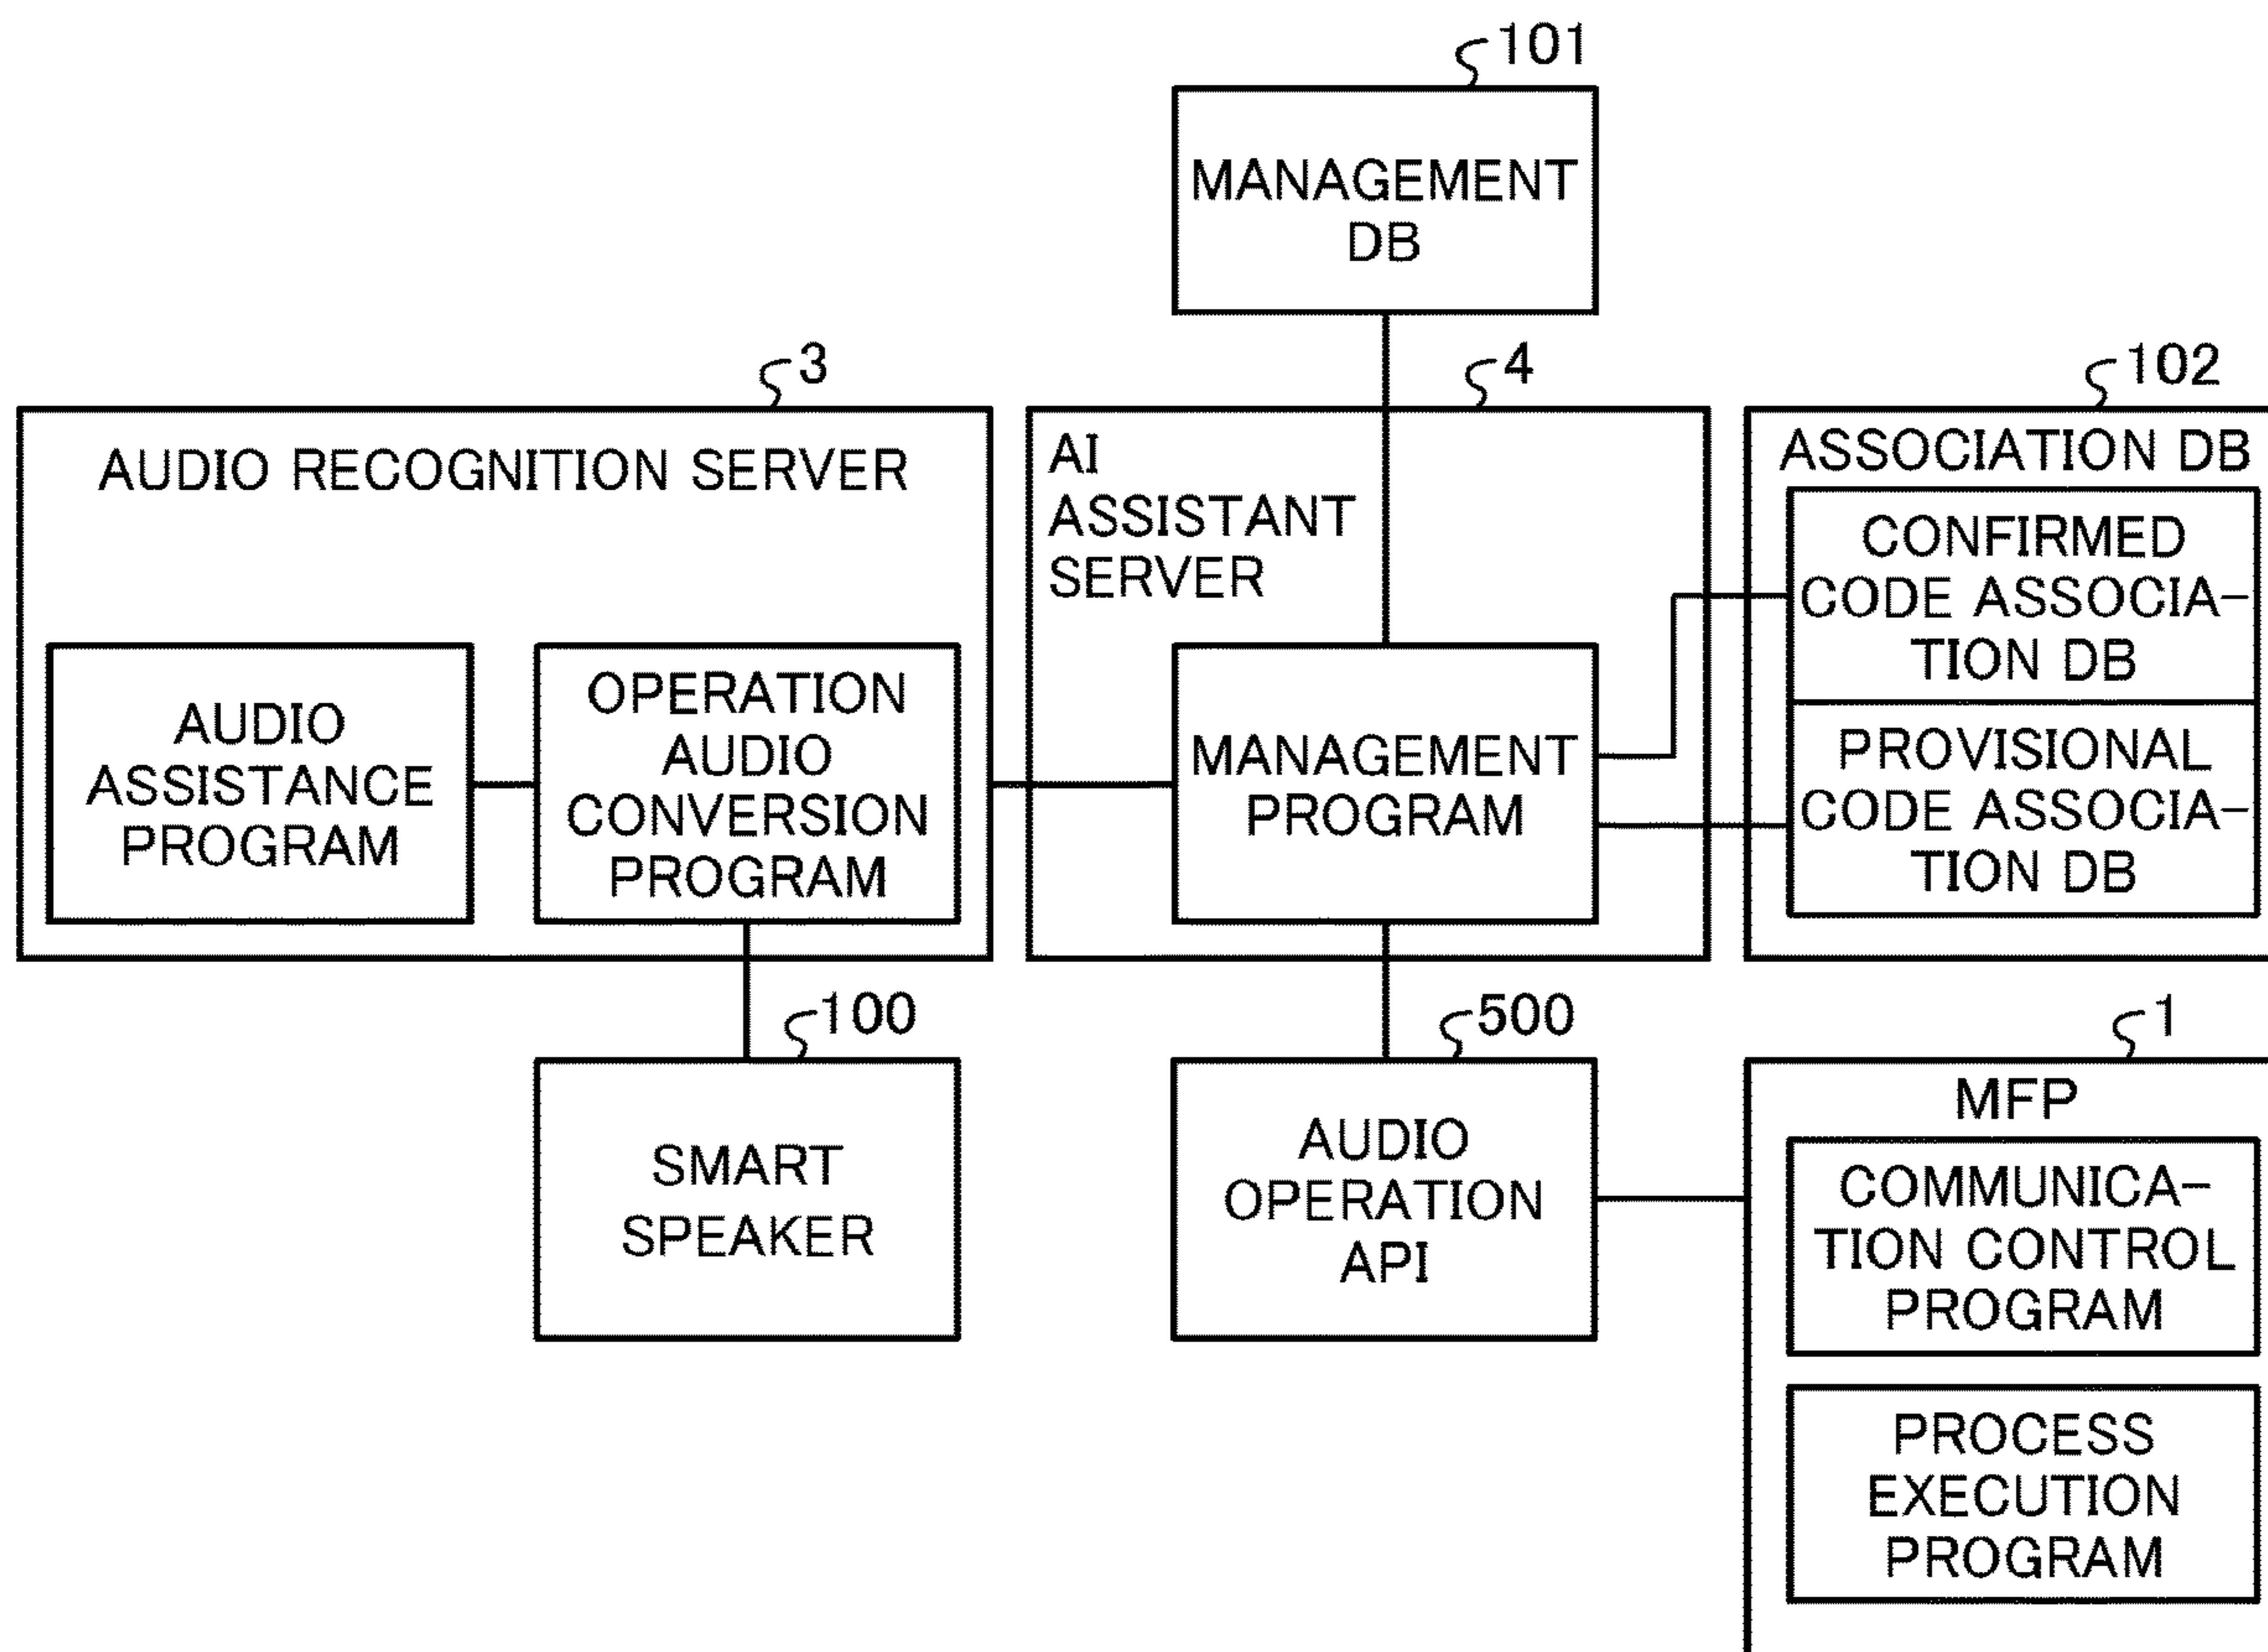 101
MANAGEMENT
DB
3
AUDIO RECOGNITION SERVER
AUDIO
ASSISTANCE
PROGRAM
OPERATION
AUDIO
CONVERSION
PROGRAM
4
AI
ASSISTANT
SERVER
MANAGEMENT
PROGRAM
102
ASSOCIATION DB
CONFIRMED
CODE ASSOCIA-
TION DB
PROVISIONAL
CODE ASSOCIA-
TION DB
100
SMART
SPEAKER
500
AUDIO
OPERATION
API
1
MFP
COMMUNICA-
TION CONTROL
PROGRAM
PROCESS
EXECUTION
PROGRAM